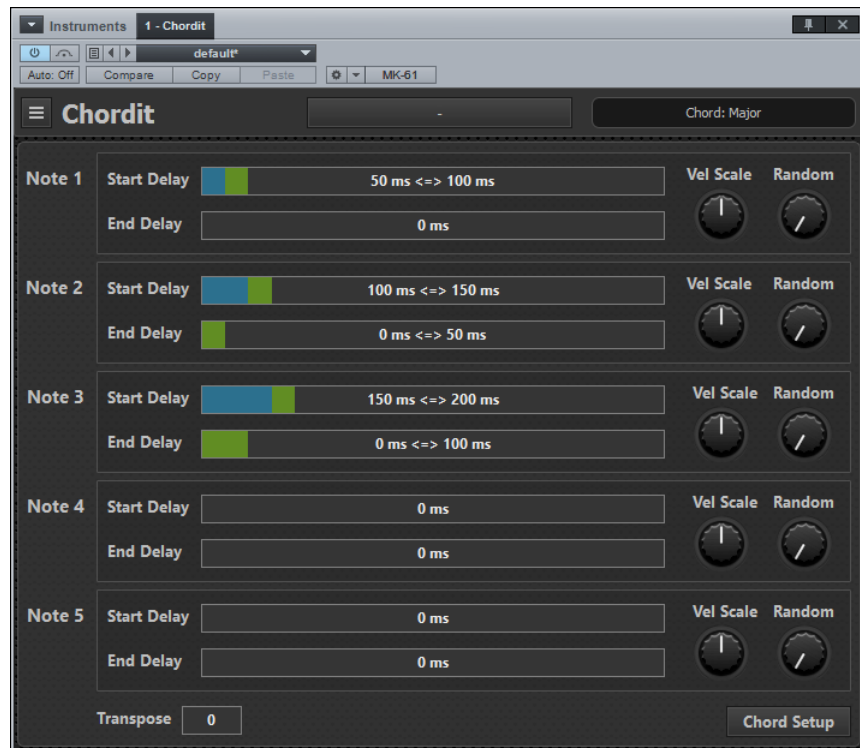 Instruments 1 - Chordit
default*
Auto: Off Compare Copy Paste MK-61
Chordit - Chord: Major
Note 1 Start Delay 50 ms <=> 100 ms Vel Scale Random
End Delay 0 ms
Note 2 Start Delay 100 ms <=> 150 ms Vel Scale Random
End Delay 0 ms <=> 50 ms
Note 3 Start Delay 150 ms <=> 200 ms Vel Scale Random
End Delay 0 ms <=> 100 ms
Note 4 Start Delay 0 ms Vel Scale Random
End Delay 0 ms
Note 5 Start Delay 0 ms Vel Scale Random
End Delay 0 ms
Transpose 0 Chord Setup